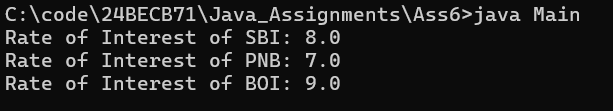 C:\code\24BECB71\Java_Assignments\Ass6>java Main
Rate of Interest of SBI: 8.0
Rate of Interest of PNB: 7.0
Rate of Interest of BOI: 9.0